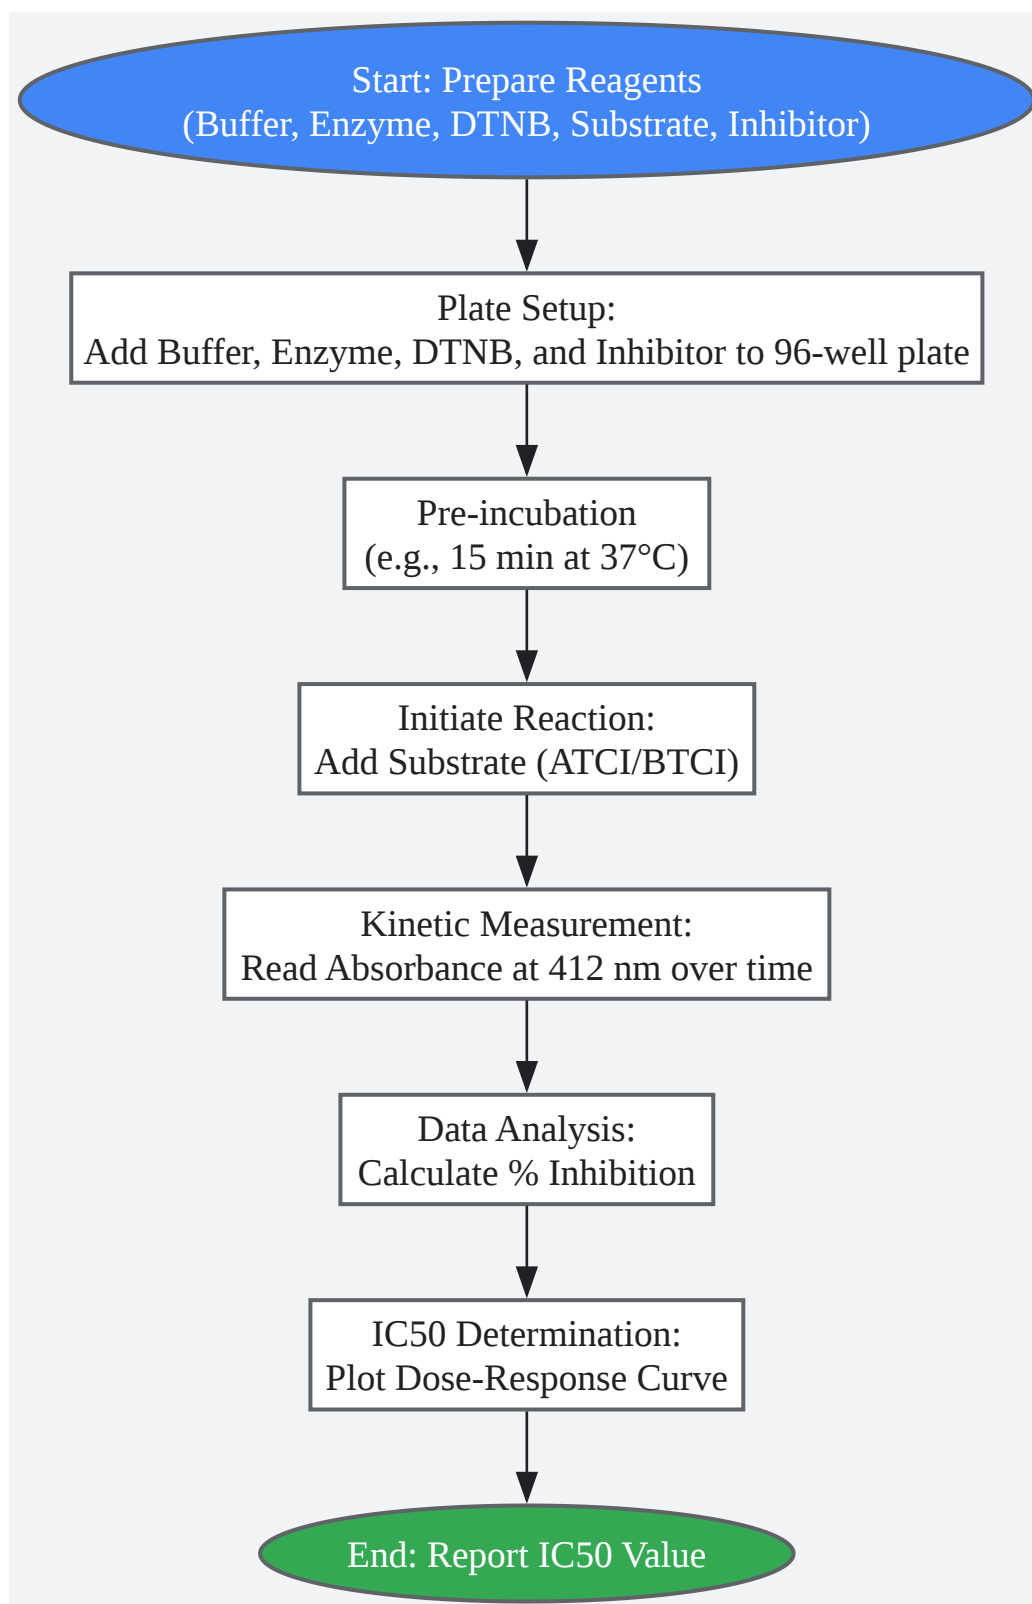 Start: Prepare Reagents
(Buffer, Enzyme, DTNB, Substrate, Inhibitor)
Plate Setup:
Add Buffer, Enzyme, DTNB, and Inhibitor to 96-well plate
Pre-incubation
(e.g., 15 min at 37°C)
Initiate Reaction:
Add Substrate (ATCI/BTCI)
Kinetic Measurement:
Read Absorbance at 412 nm over time
Data Analysis:
Calculate % Inhibition
IC50 Determination:
Plot Dose-Response Curve
End: Report IC50 Value